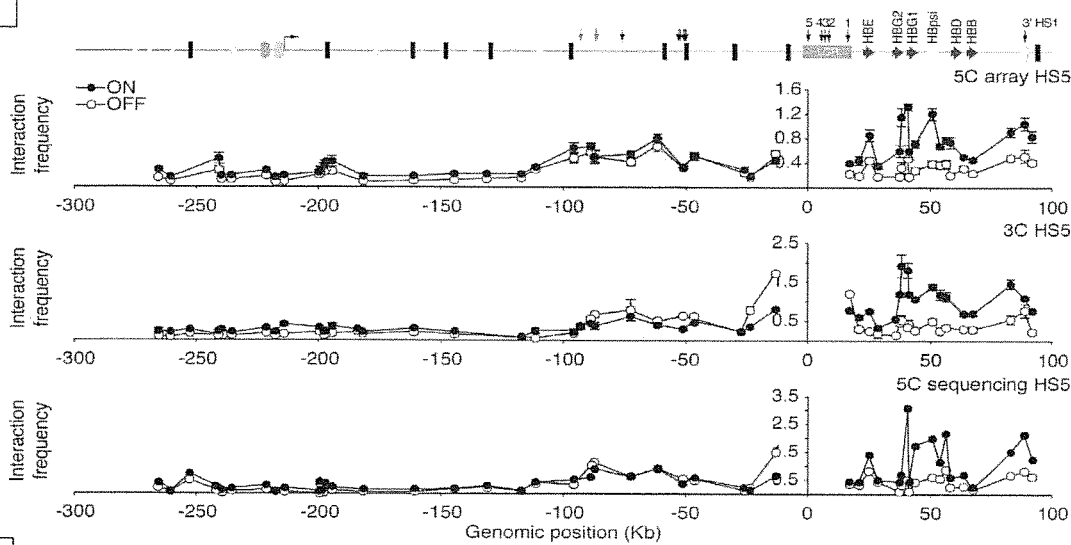 5 4 3 2 1
HBE
HBG2
HBG1
HBpsi
HBD
HBB
3' HS1
5C array HS5
ON
OFF
Interaction
frequency
1.6
1.2
0.8
0.4
-300 -250 -200 -150 -100 -50 0 50 100
3C HS5
Interaction
frequency
2.5
1.5
0.5
-300 -250 -200 -150 -100 -50 0 50 100
5C sequencing HS5
Interaction
frequency
3.5
2.5
1.5
.5
-300 -250 -200 -150 -100 -50 0 50 100
Genomic position (Kb)